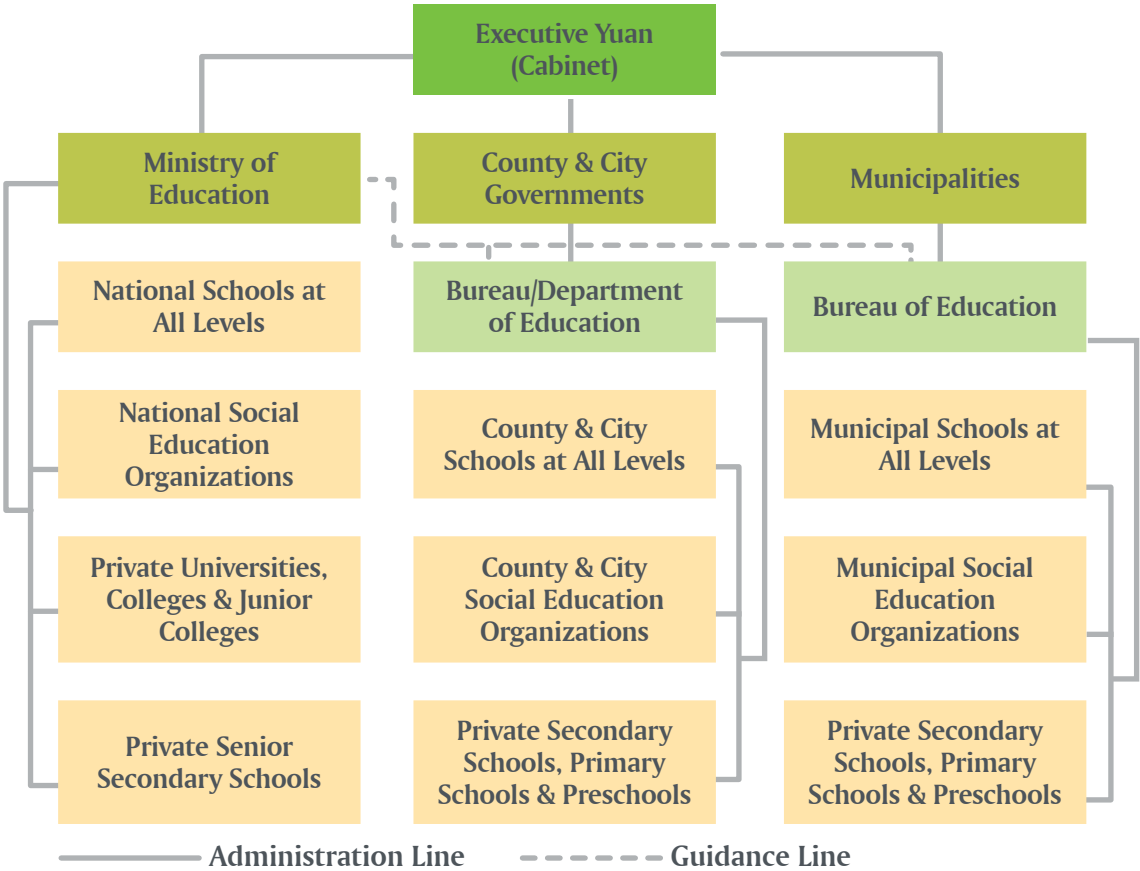 Executive Yuan
(Cabinet)
Ministry of
Education
County & City
Governments
Municipalities
National Schools at
All Levels
Bureau/Department
of Education
Bureau of Education
National Social
Education
Organizations
County & City
Schools at All Levels
Municipal Schools at
All Levels
Private Universities,
Colleges & Junior
Colleges
County & City
Social Education
Organizations
Municipal Social
Education
Organizations
Private Senior
Secondary Schools
Private Secondary
Schools, Primary
Schools & Preschools
Private Secondary
Schools, Primary
Schools & Preschools
Administration Line
Guidance Line